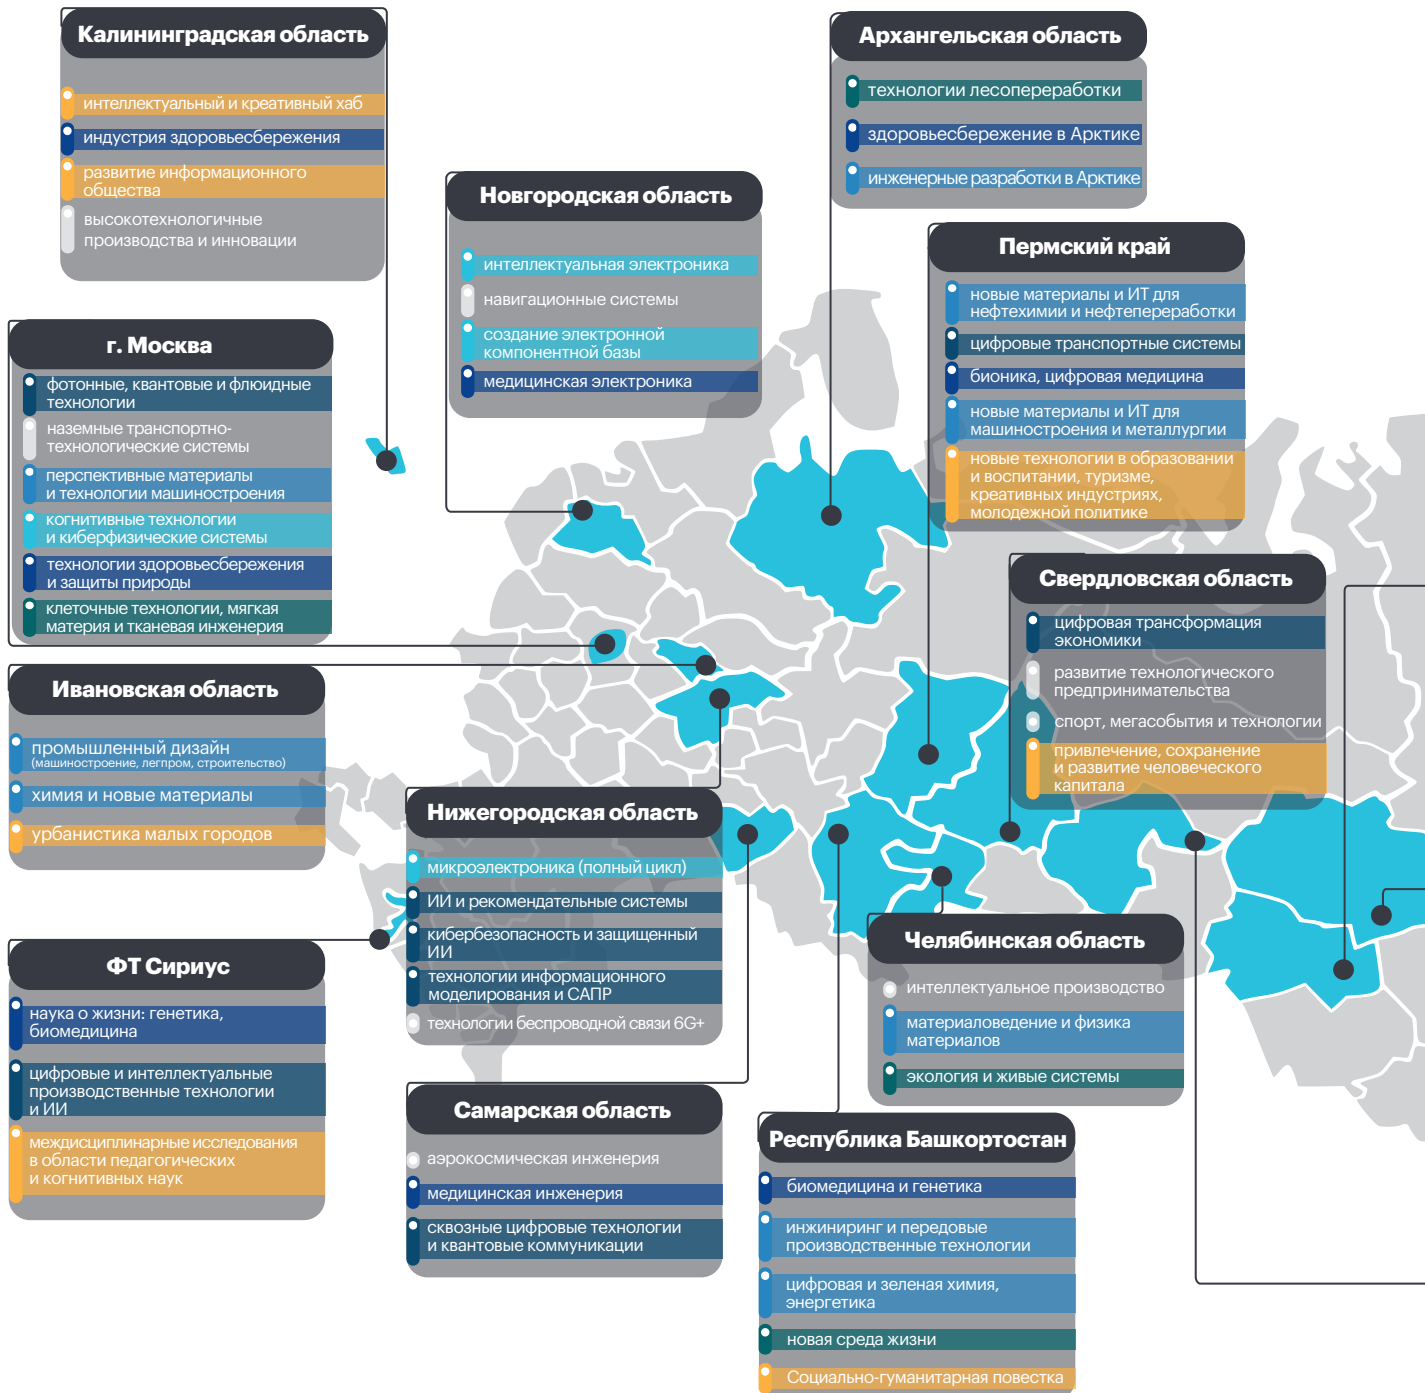 Калининградская область
интеллектуальный и креативный хаб
индустрия здоровьесбережения
развитие информационного
общества
высокотехнологичные
производства и инновации
Архангельская область
технологии лесопереработки
здоровьесбережение в Арктике
инженерные разработки в Арктике
Новгородская область
интеллектуальная электроника
навигационные системы
создание электронной
компонентной базы
медицинская электроника
Пермский край
новые материалы и ИТ для
нефтехимии и нефтепереработки
цифровые транспортные системы
бионика, цифровая медицина
новые материалы и ИТ для
машиностроения и металлургии
новые технологии в образовании
и воспитании, туризме,
креативных индустриях,
молодежной политике
г. Москва
фотонные, квантовые и флюидные
технологии
наземные транспортно-
технологические системы
перспективные материалы
и технологии машиностроения
когнитивные технологии
и киберфизические системы
технологии здоровьесбережения
и защиты природы
клеточные технологии, мягкая
материя и тканевая инженерия
Свердловская область
цифровая трансформация
экономики
развитие технологического
предпринимательства
спорт, мегасобытия и технологии
привлечение, сохранение
и развитие человеческого
капитала
Ивановская область
промышленный дизайн
(машиностроение, легпром, строительство)
химия и новые материалы
урбанистика малых городов
Нижегородская область
микроэлектроника (полный цикл)
ИИ и рекомендательные системы
кибербезопасность и защищенный
ИИ
технологии информационного
моделирования и САПР
технологии беспроводной связи 6G+
Челябинская область
интеллектуальное производство
материаловедение и физика
материалов
экология и живые системы
ФТ Сириус
наука о жизни: генетика,
биомедицина
цифровые и интеллектуальные
производственные технологии
и ИИ
междисциплинарные исследования
в области педагогических
и когнитивных наук
Самарская область
аэрокосмическая инженерия
медицинская инженерия
сквозные цифровые технологии
и квантовые коммуникации
Республика Башкортостан
биомедицина и генетика
инжиниринг и передовые
производственные технологии
цифровая и зеленая химия,
энергетика
новая среда жизни
Социально-гуманитарная повестка